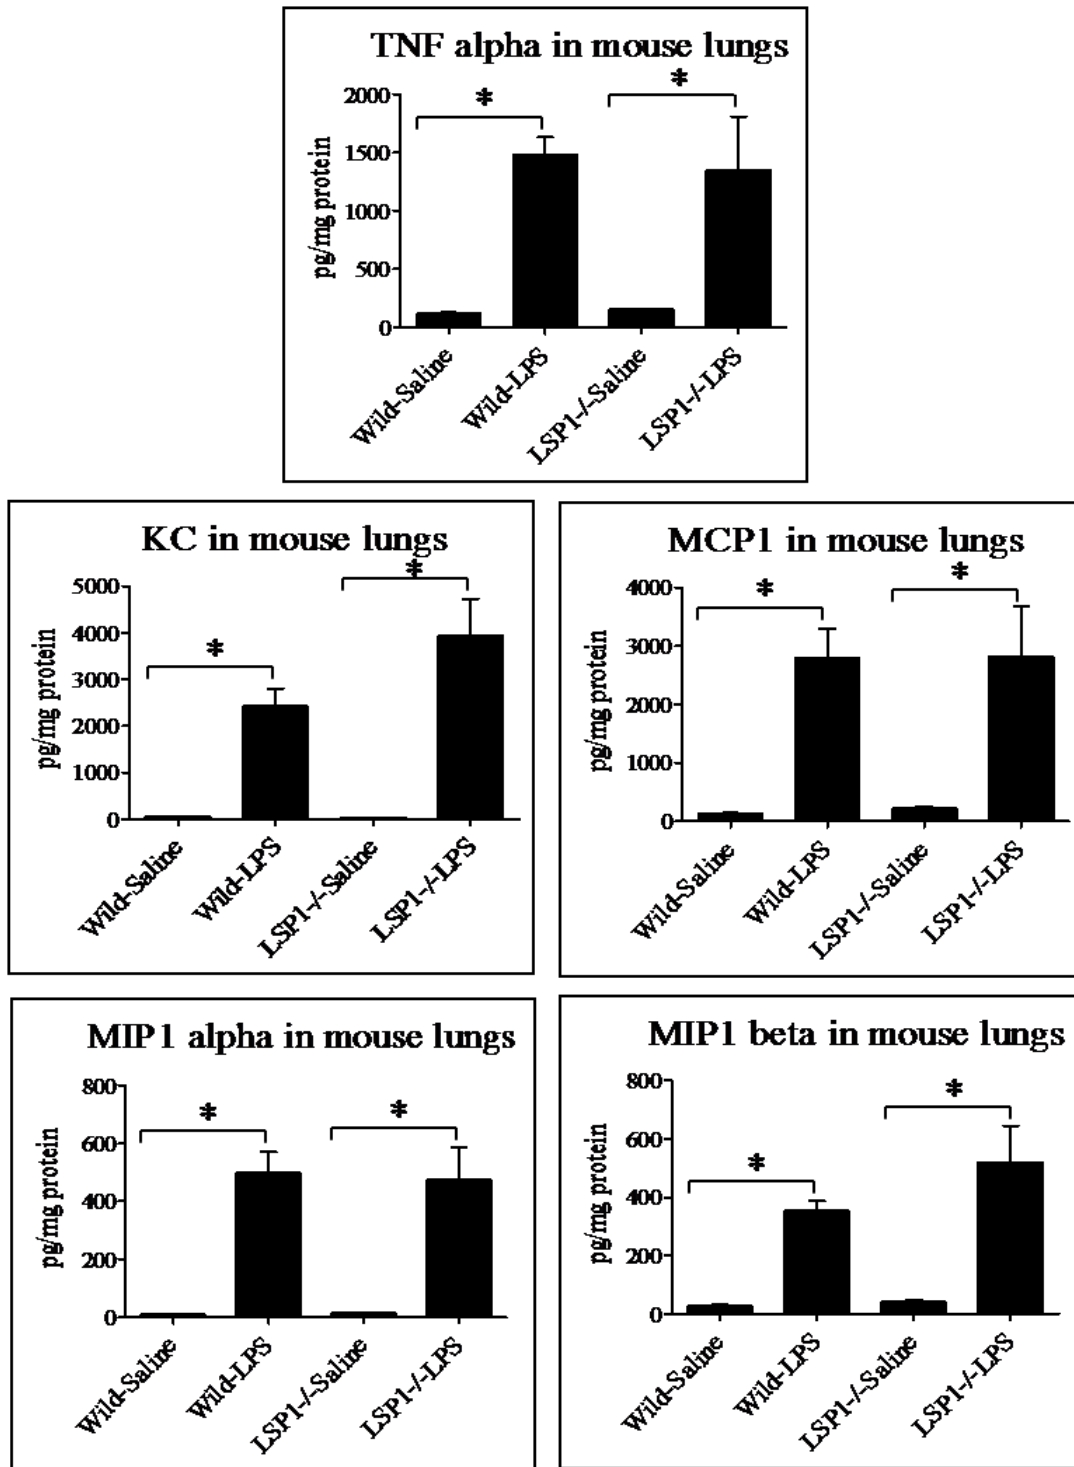 TNF alpha in mouse lungs
*
*
pg/mg protein
2000
1500
1000
500
0
Wild-Saline
Wild-LPS
LSP1-/-Saline
LSP1-/-LPS
KC in mouse lungs
*
*
pg/mg protein
5000
4000
3000
2000
1000
0
Wild-Saline
Wild-LPS
LSP1-/-Saline
LSP1-/-LPS
MCP1 in mouse lungs
*
*
pg/mg protein
4000
3000
2000
1000
0
Wild-Saline
Wild-LPS
LSP1-/-Saline
LSP1-/-LPS
MIP1 alpha in mouse lungs
*
*
pg/mg protein
800
600
400
200
0
Wild-Saline
Wild-LPS
LSP1-/-Saline
LSP1-/-LPS
MIP1 beta in mouse lungs
*
*
pg/mg protein
800
600
400
200
0
Wild-Saline
Wild-LPS
LSP1-/-Saline
LSP1-/-LPS